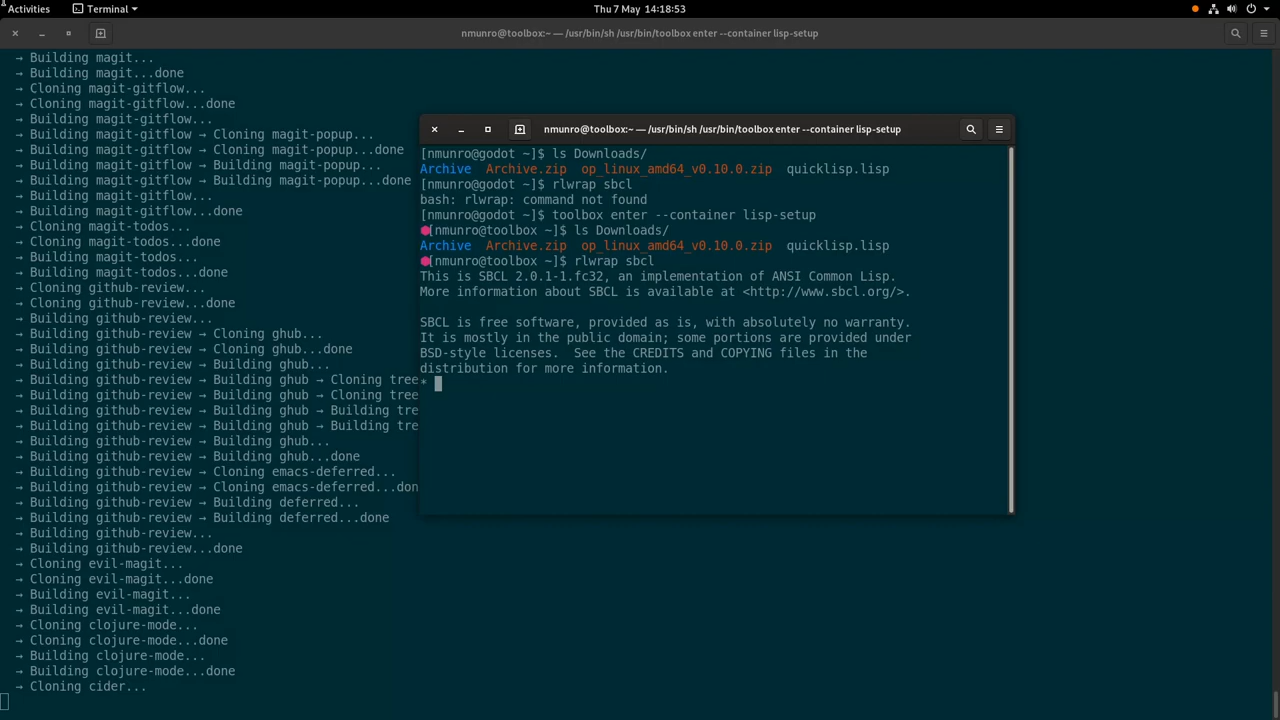 Activities Terminal Thu 7 May 14:18:53
nmunro@toolbox:~ — /usr/bin/sh /usr/bin/toolbox enter --container lisp-setup
→ Building magit...
→ Building magit...done
→ Cloning magit-gitflow...
→ Cloning magit-gitflow...done
→ Building magit-gitflow...
→ Building magit-gitflow → Cloning magit-popup...
→ Building magit-gitflow → Cloning magit-popup...done
→ Building magit-gitflow → Building magit-popup...
→ Building magit-gitflow → Building magit-popup...done
→ Building magit-gitflow...
→ Building magit-gitflow...done
→ Cloning magit-todos...
→ Cloning magit-todos...done
→ Building magit-todos...
→ Building magit-todos...done
→ Cloning github-review...
→ Cloning github-review...done
→ Building github-review...
→ Building github-review → Cloning ghub...
→ Building github-review → Cloning ghub...done
→ Building github-review → Building ghub...
→ Building github-review → Building ghub → Cloning tree
→ Building github-review → Building ghub → Cloning tree
→ Building github-review → Building ghub → Building tre
→ Building github-review → Building ghub → Building tre
→ Building github-review → Building ghub...
→ Building github-review → Building ghub...done
→ Building github-review → Cloning emacs-deferred...
→ Building github-review → Cloning emacs-deferred...don
→ Building github-review → Building deferred...
→ Building github-review → Building deferred...done
→ Building github-review...
→ Building github-review...done
→ Cloning evil-magit...
→ Cloning evil-magit...done
→ Building evil-magit...
→ Building evil-magit...done
→ Cloning clojure-mode...
→ Cloning clojure-mode...done
→ Building clojure-mode...
→ Building clojure-mode...done
→ Cloning cider...
nmunro@toolbox:~ — /usr/bin/sh /usr/bin/toolbox enter --container lisp-setup
[nmunro@godot ~]$ ls Downloads/
Archive Archive.zip op_linux_amd64_v0.10.0.zip quicklisp.lisp
[nmunro@godot ~]$ rlwrap sbcl
bash: rlwrap: command not found
[nmunro@godot ~]$ toolbox enter --container lisp-setup
⬢[nmunro@toolbox ~]$ ls Downloads/
Archive Archive.zip op_linux_amd64_v0.10.0.zip quicklisp.lisp
⬢[nmunro@toolbox ~]$ rlwrap sbcl
This is SBCL 2.0.1-1.fc32, an implementation of ANSI Common Lisp.
More information about SBCL is available at <http://www.sbcl.org/>.
SBCL is free software, provided as is, with absolutely no warranty.
It is mostly in the public domain; some portions are provided under
BSD-style licenses. See the CREDITS and COPYING files in the
distribution for more information.
*